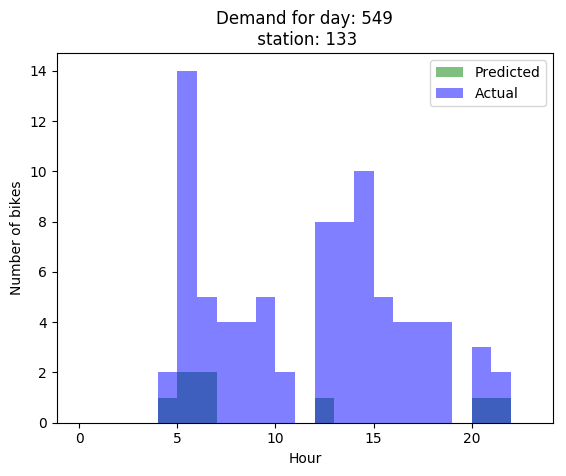 Demand for day: 549
station: 133
Predicted
Actual
Number of bikes
14
12
10
8
6
4
2
0
0 5 10 15 20
Hour